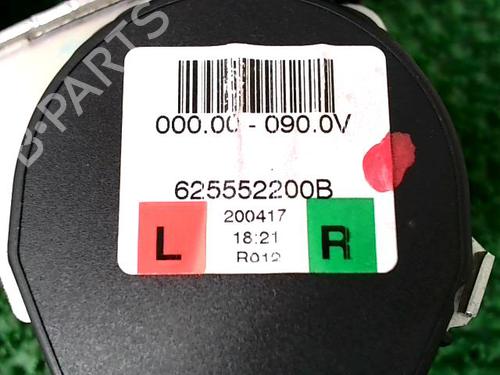 B-PARTS
000.00 - 090.0V
625552200B
200417
18:21
R012
L
R